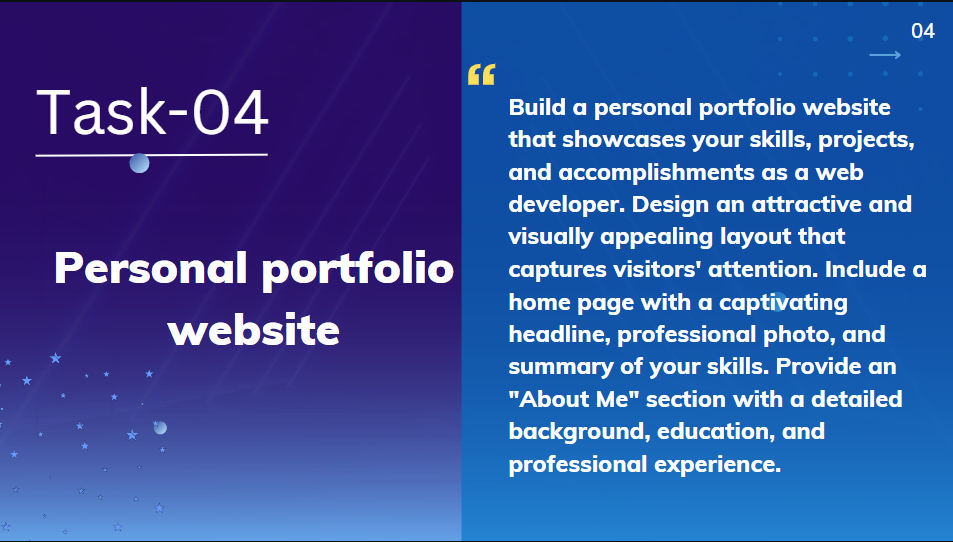 04
Task-04
Personal portfolio
website
“
Build a personal portfolio website
that showcases your skills, projects,
and accomplishments as a web
developer. Design an attractive and
visually appealing layout that
captures visitors' attention. Include a
home page with a captivating
headline, professional photo, and
summary of your skills. Provide an
"About Me" section with a detailed
background, education, and
professional experience.